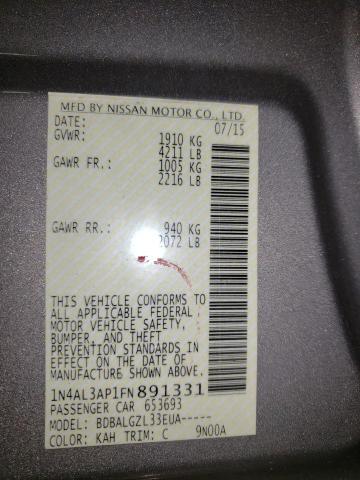 MFD BY NISSAN MOTOR CO., LTD.
DATE: 07/15
GVWR: 1910 KG
4211 LB
GAWR FR.: 1005 KG
2216 LB
GAWR RR.: 940 KG
2072 LB
THIS VEHICLE CONFORMS TO
ALL APPLICABLE FEDERAL
MOTOR VEHICLE SAFETY,
BUMPER, AND THEFT
PREVENTION STANDARDS IN
EFFECT ON THE DATE OF
MANUFACTURE SHOWN ABOVE.
1N4AL3AP1FN891331
PASSENGER CAR 653693
MODEL: BDBALGZL33EUA-----
COLOR: KAH TRIM: C 9N00A